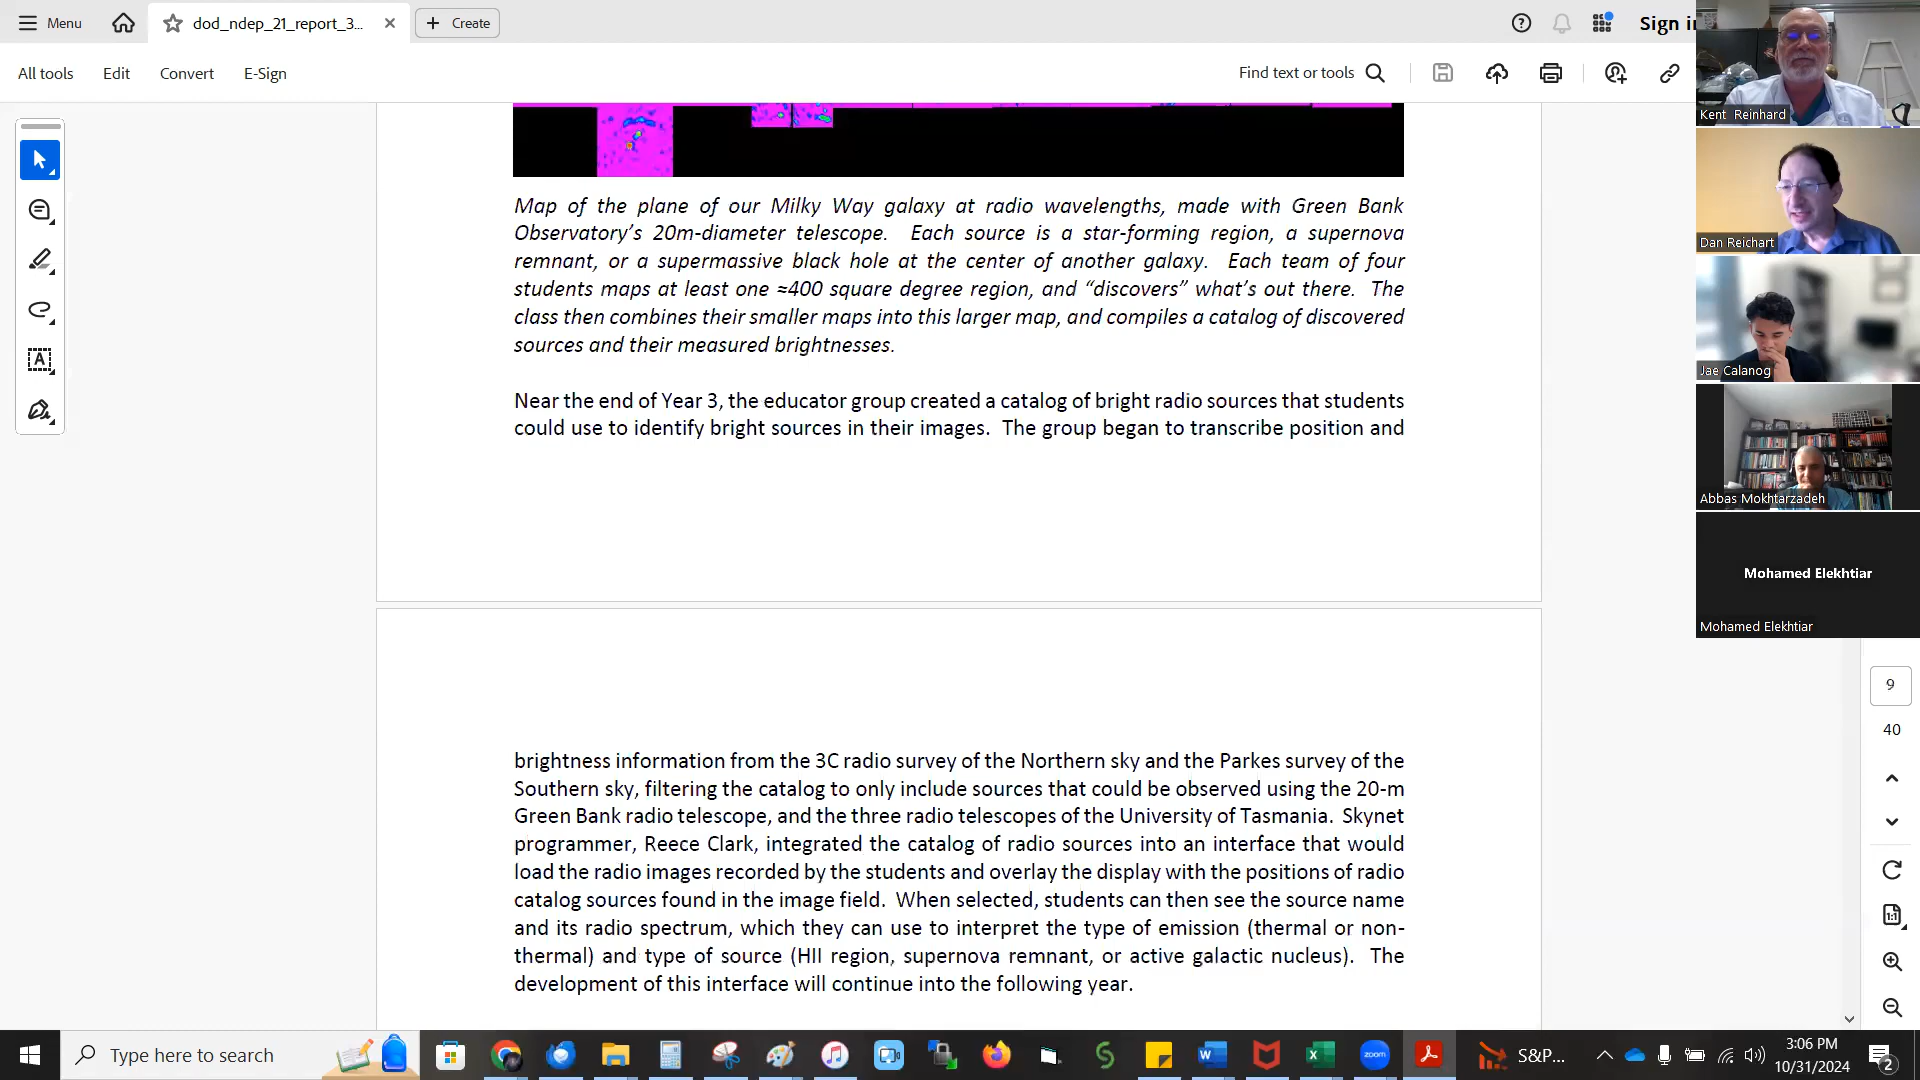 Menu
dod_ndep_21_report_3...
Create
Sign in
All tools
Edit
Convert
E-Sign
Find text or tools
Map of the plane of our Milky Way galaxy at radio wavelengths, made with Green Bank
Observatory’s 20m-diameter telescope. Each source is a star-forming region, a supernova
remnant, or a supermassive black hole at the center of another galaxy. Each team of four
students maps at least one ≈400 square degree region, and “discovers” what’s out there. The
class then combines their smaller maps into this larger map, and compiles a catalog of discovered
sources and their measured brightnesses.
Near the end of Year 3, the educator group created a catalog of bright radio sources that students
could use to identify bright sources in their images. The group began to transcribe position and
brightness information from the 3C radio survey of the Northern sky and the Parkes survey of the
Southern sky, filtering the catalog to only include sources that could be observed using the 20-m
Green Bank radio telescope, and the three radio telescopes of the University of Tasmania. Skynet
programmer, Reece Clark, integrated the catalog of radio sources into an interface that would
load the radio images recorded by the students and overlay the display with the positions of radio
catalog sources found in the image field. When selected, students can then see the source name
and its radio spectrum, which they can use to interpret the type of emission (thermal or non-
thermal) and type of source (HII region, supernova remnant, or active galactic nucleus). The
development of this interface will continue into the following year.
Kent Reinhard
Dan Reichart
Jae Calanog
Abbas Mokhtarzadeh
Mohamed Elekhtiar
Mohamed Elekhtiar
9
40
1:1
Type here to search
zoom
S&P...
3:06 PM
10/31/2024
2